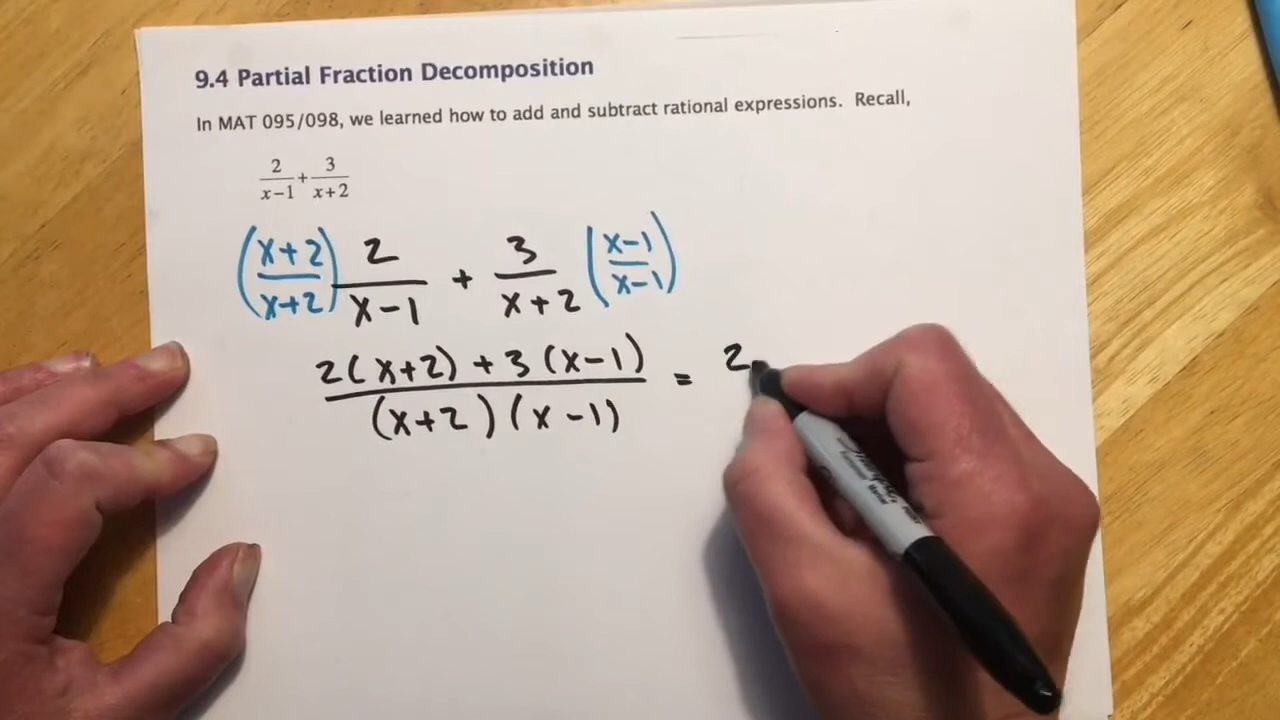 9.4 Partial Fraction Decomposition
In MAT 095/098, we learned how to add and subtract rational expressions. Recall,
2/(x-1) + 3/(x+2)
((x+2)/(x+2)) 2/(x-1) + 3/(x+2) ((x-1)/(x-1))
(2(x+2)+3(x-1))/((x+2)(x-1)) = 2